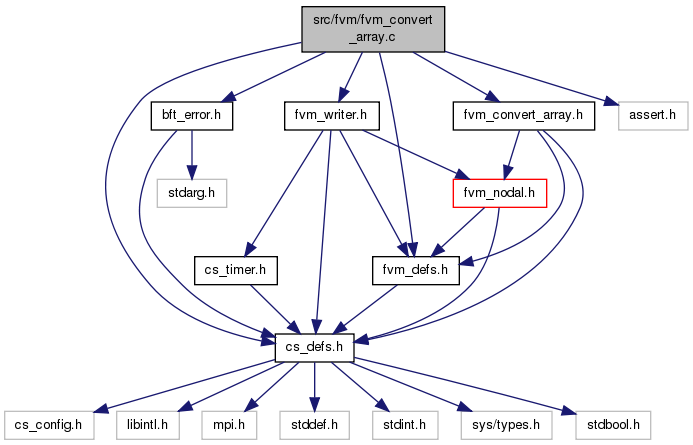 src/fvm/fvm_convert
_array.c
bft_error.h
fvm_writer.h
fvm_convert_array.h
assert.h
stdarg.h
fvm_nodal.h
cs_timer.h
fvm_defs.h
cs_defs.h
cs_config.h
libintl.h
mpi.h
stddef.h
stdint.h
sys/types.h
stdbool.h